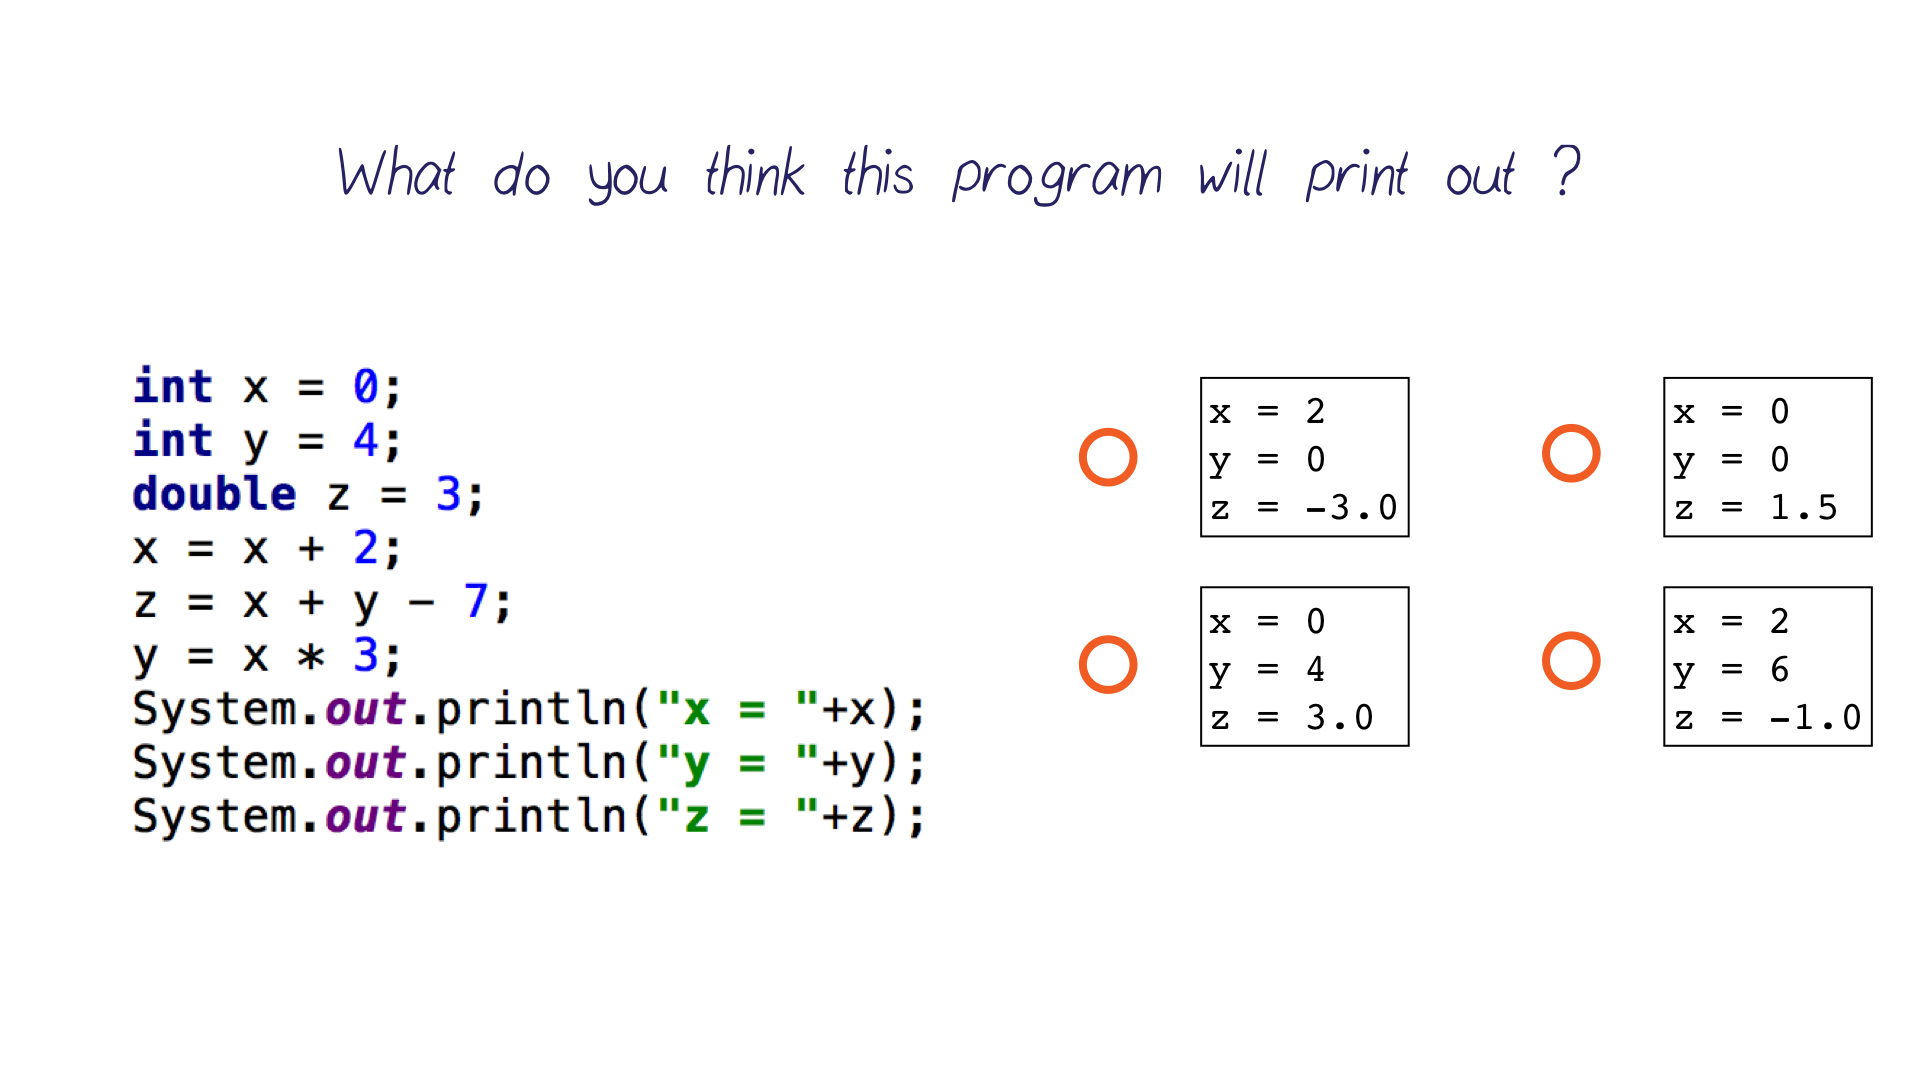 What do you think this program will print out ?
int x = 0;
int y = 4;
double z = 3;
x = x + 2;
z = x + y - 7;
y = x * 3;
System.out.println("x = "+x);
System.out.println("y = "+y);
System.out.println("z = "+z);
x = 2
y = 0
z = -3.0
x = 0
y = 0
z = 1.5
x = 0
y = 4
z = 3.0
x = 2
y = 6
z = -1.0